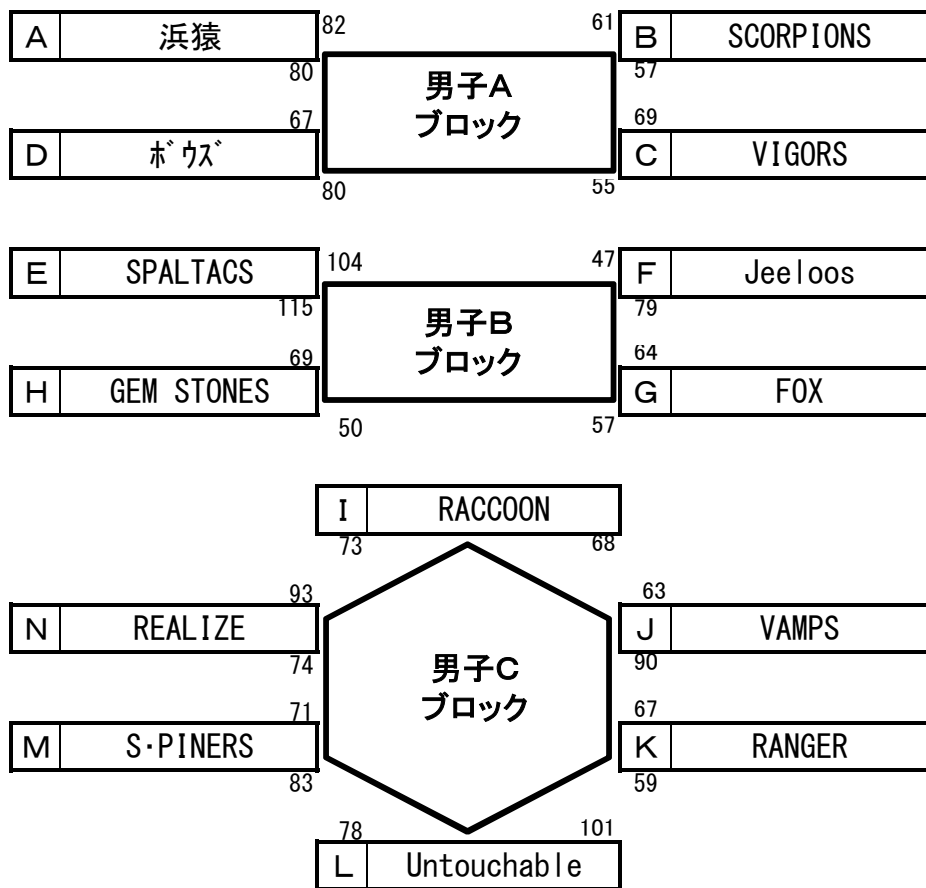 A 浜猿 82 61 B SCORPIONS
80 男子A 57
67 ブロック 69
D ﾎﾞｳｽﾞ 80 55 C VIGORS
E SPALTACS 104 47 F Jeeloos
115 男子B 79
69 ブロック 64
H GEM STONES 50 57 G FOX
I RACCOON
73 68
93 63
N REALIZE J VAMPS
74 男子C 90
71 ブロック 67
M S･PINERS K RANGER
83 59
78 101
L Untouchable